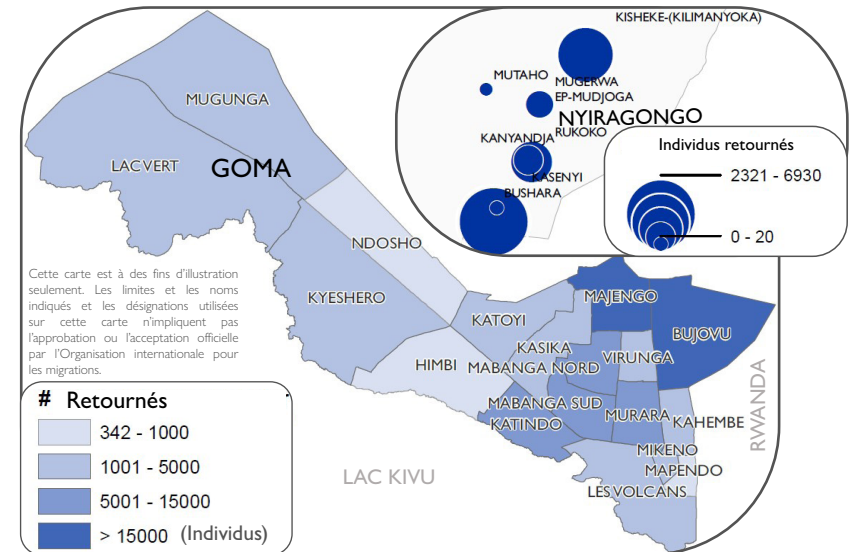 KISHEKE-(KILIMANYOKA)
MUTAHO
MUGERWA
EP-MUDJOGA
NYIRAGONGO
KANYANDJA
RUKOKO
KASENYI
BUSHARA
Individus retournés
2321 - 6930
0 - 20
MUGUNGA
LAC VERT
GOMA
NDOSHO
KYESHERO
Cette carte est à des fins d'illustration
seulement. Les limites et les noms
indiqués et les désignations utilisées
sur cette carte n'impliquent pas
l'approbation ou l'acceptation officielle
par l'Organisation internationale pour
les migrations.
MAJENGO
KATOYI
BUJOVU
KASIKA
VIRUNGA
HIMBI
MABANGA NORD
RWANDA
MABANGA SUD
MURARA
KAHEMBE
KATINDO
MIKENO
MAPENDO
LES VOLCANS
LAC KIVU
# Retournés
342 - 1000
1001 - 5000
5001 - 15000
> 15000 (Individus)